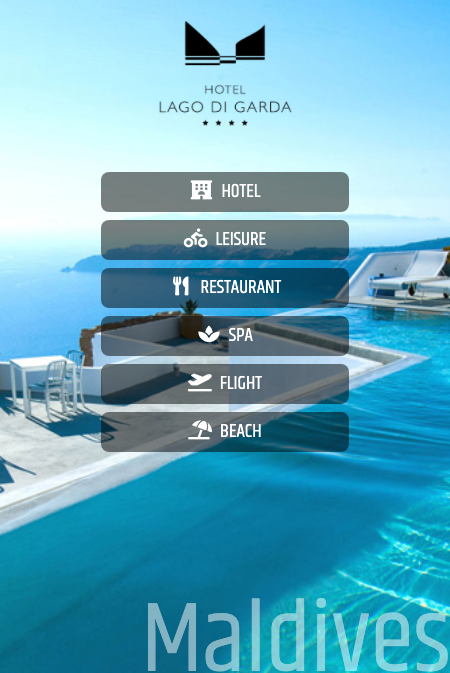 HOTEL
LAGO DI GARDA
HOTEL
LEISURE
RESTAURANT
SPA
FLIGHT
BEACH
Maldives